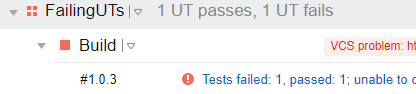 FailingUTs 1 UT passes, 1 UT fails
Build VCS problem:
#1.0.3 Tests failed: 1, passed: 1; unable to